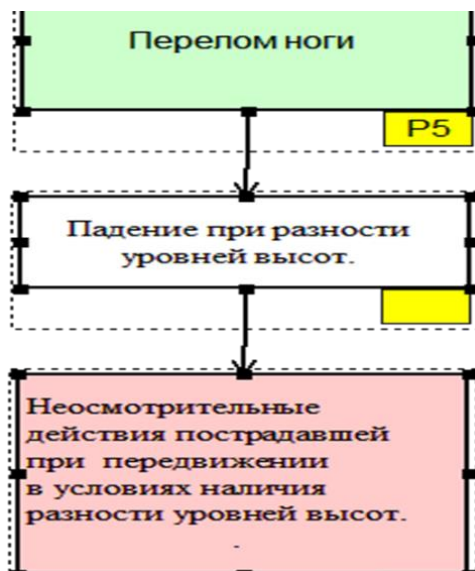 Перелом ноги
P5
Падение при разности
уровней высот.
Неосмотрительные
действия пострадавшей
при передвижении
в условиях наличия
разности уровней высот.
.